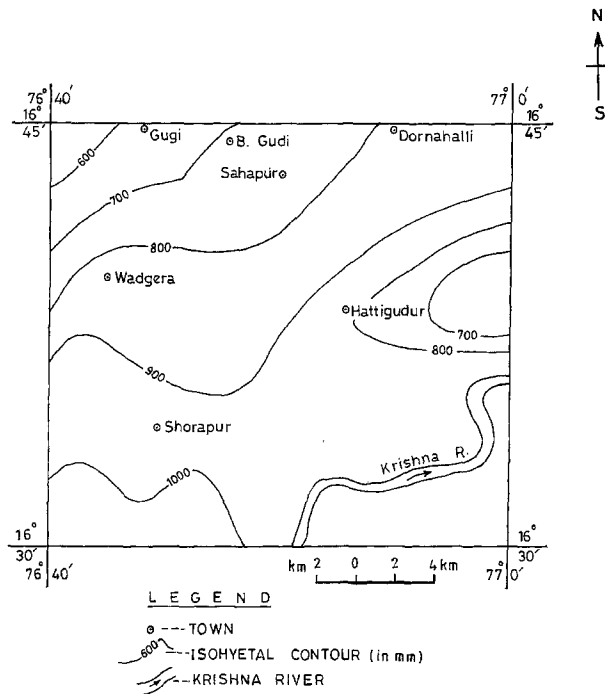 N
S
76° 40′
77° 0′
16° 45′
16° 45′
Gugi
B. Gudi
Dornahalli
Sahapur
600
700
800
Wadgera
Hattigudur
700
800
900
Shorapur
Krishna R.
1000
16° 30′
16° 30′
76° 40′
77° 0′
km 2 0 2 4 km
LEGEND
TOWN
600 ISOHYETAL CONTOUR (in mm)
KRISHNA RIVER